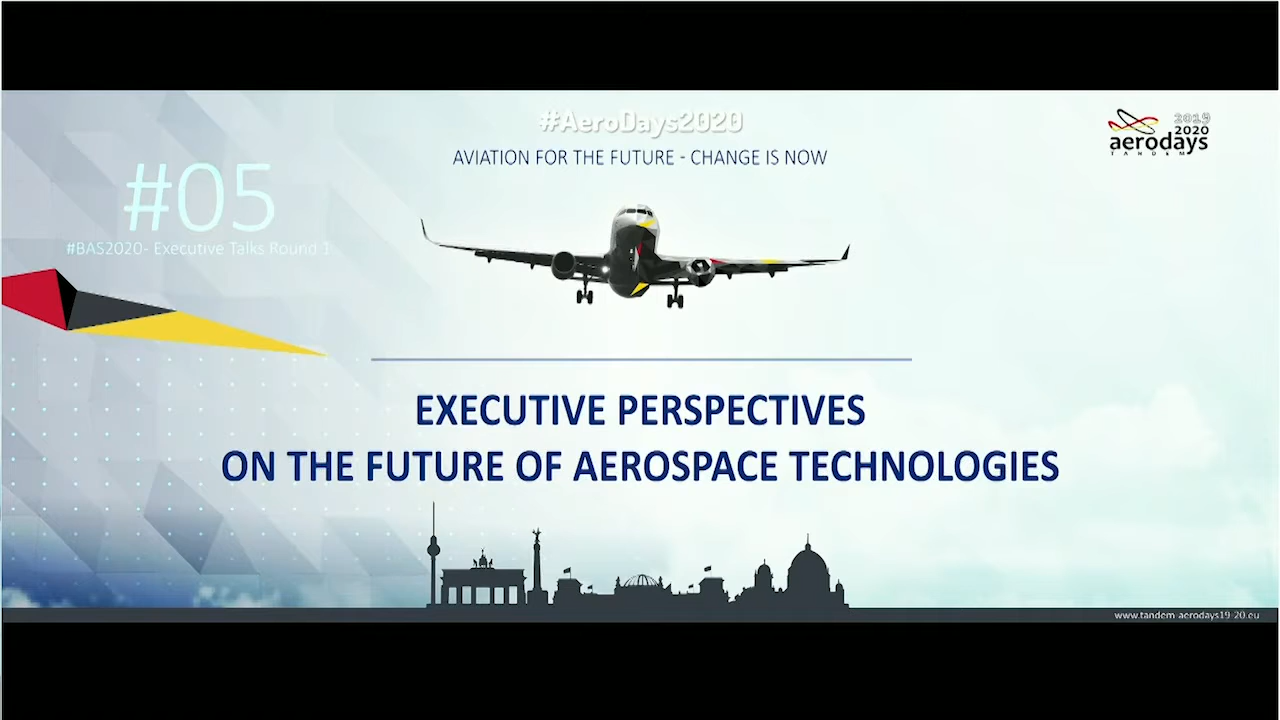 #AeroDays2020
AVIATION FOR THE FUTURE - CHANGE IS NOW
2019
2020
aerodays
TANDEM
#05
#BAS2020- Executive Talks Round 1
EXECUTIVE PERSPECTIVES
ON THE FUTURE OF AEROSPACE TECHNOLOGIES
www.tandem-aerodays19-20.eu